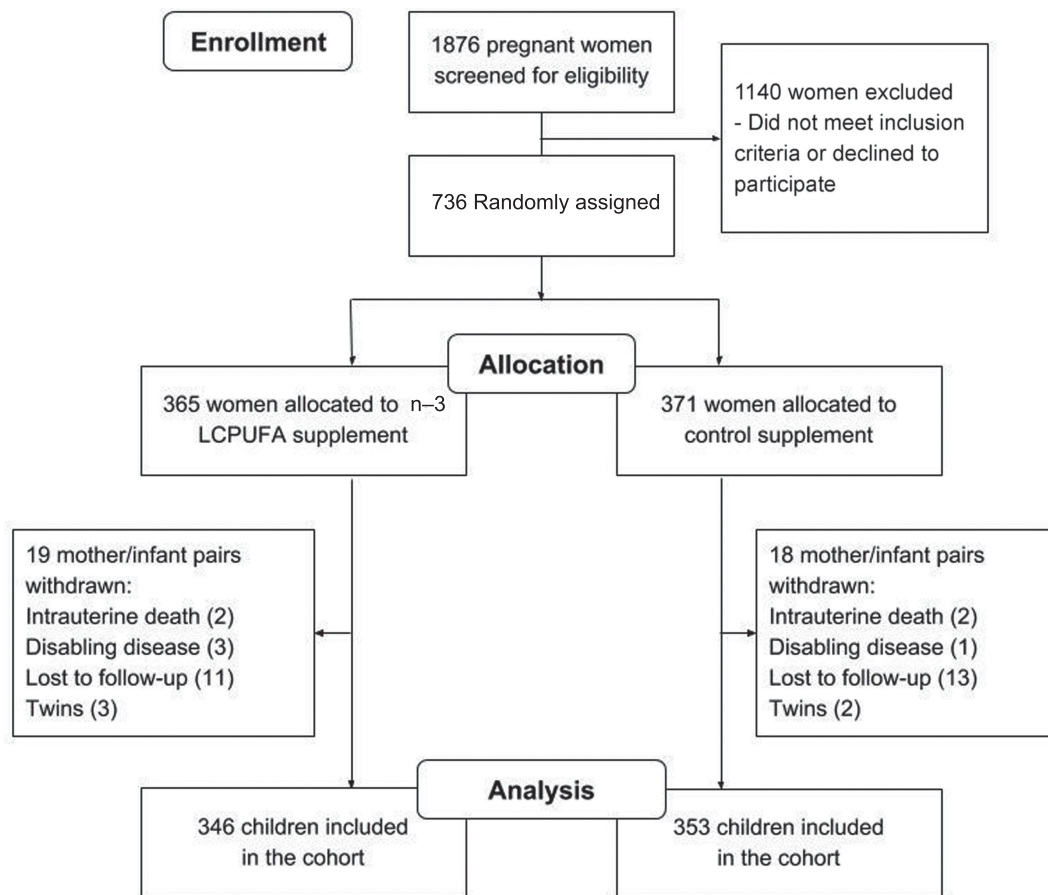 Enrollment
1876 pregnant women
screened for eligibility
1140 women excluded
- Did not meet inclusion
criteria or declined to
participate
736 Randomly assigned
Allocation
365 women allocated to n–3
LCPUFA supplement
371 women allocated to
control supplement
19 mother/infant pairs
withdrawn:
Intrauterine death (2)
Disabling disease (3)
Lost to follow-up (11)
Twins (3)
18 mother/infant pairs
withdrawn:
Intrauterine death (2)
Disabling disease (1)
Lost to follow-up (13)
Twins (2)
Analysis
346 children included
in the cohort
353 children included
in the cohort